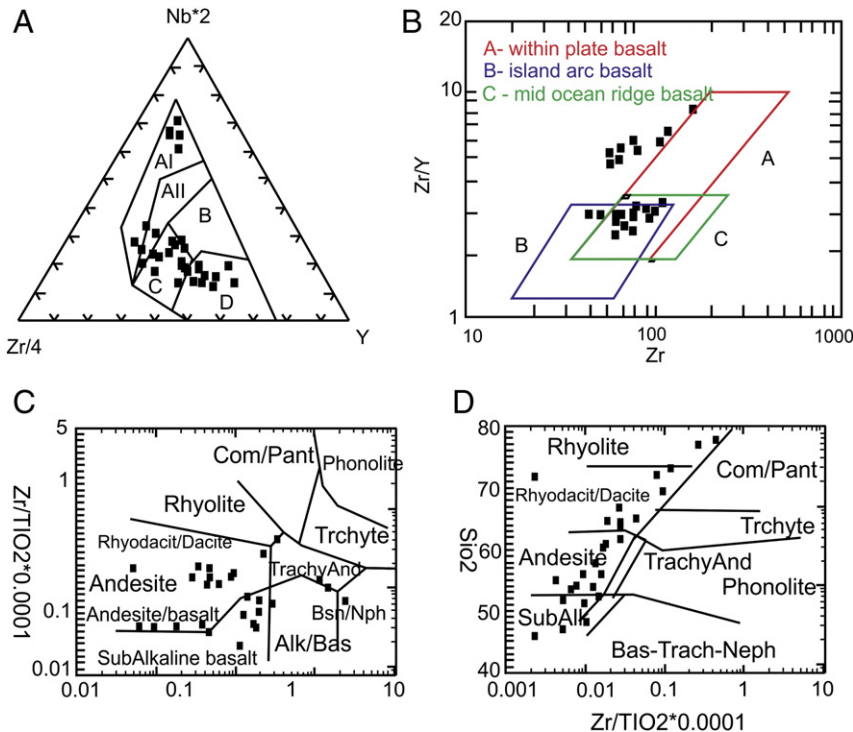 A
Nb*2
Zr/4
Y
AI
AII
B
C
D
B
A- within plate basalt
B- island arc basalt
C - mid ocean ridge basalt
20
10
1
Zr/Y
A
B
C
10
100
1000
Zr
C
5
1
0.1
0.01
Zr/TIO2*0.0001
Com/Pant
Phonolite
Rhyolite
Trchyte
Rhyodacit/Dacite
TrachyAnd
Andesite
Andesite/basalt
Bsn/Nph
Alk/Bas
SubAlkaline basalt
0.01
0.1
1
10
D
80
70
60
50
40
Sio2
Rhyolite
Com/Pant
Rhyodacit/Dacite
Trchyte
Andesite
TrachyAnd
Phonolite
SubAlk
Bas-Trach-Neph
0.001
0.01
0.1
1
10
Zr/TIO2*0.0001